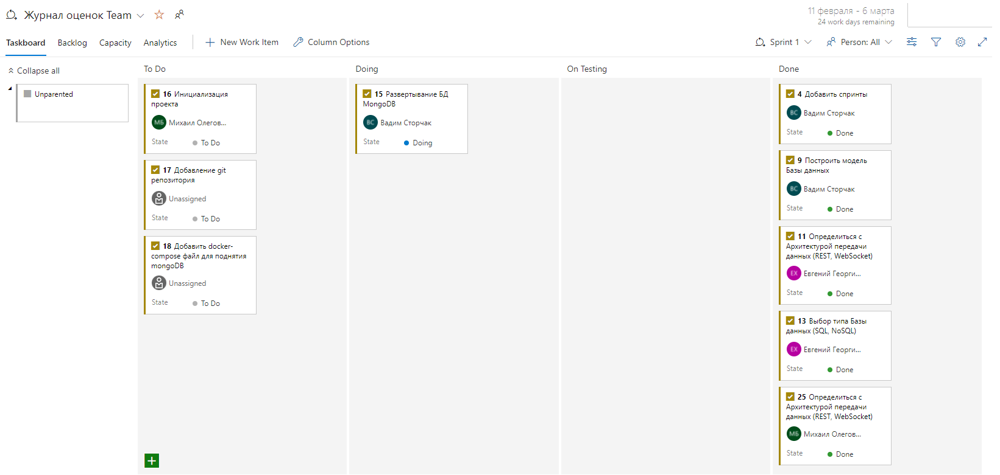 Журнал оценок Team
11 февраля - 6 марта
24 work days remaining
Taskboard
Backlog
Capacity
Analytics
New Work Item
Column Options
Sprint 1
Person: All
Collapse all
To Do
Doing
On Testing
Done
Unparented
16 Инициализация
проекта
МБ Михаил Олегов...
State
To Do
17 Добавление git
репозитория
Unassigned
State
To Do
18 Добавить docker-
compose файл для поднятия
mongoDB
Unassigned
State
To Do
15 Развертывание БД
MongoDB
ВС Вадим Сторчак
State
Doing
4 Добавить спринты
ВС Вадим Сторчак
State
Done
9 Построить модель
Базы данных
ВС Вадим Сторчак
State
Done
11 Определиться с
Архитектурой передачи
данных (REST, WebSocket)
ЕХ Евгений Георги...
State
Done
13 Выбор типа Базы
данных (SQL, NoSQL)
ЕХ Евгений Георги...
State
Done
25 Определиться с
Архитектурой передачи
данных (REST, WebSocket)
МБ Михаил Олегов...
State
Done